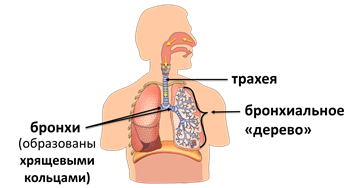 трахея
бронхиальное
«дерево»
бронхи
(образованы
хрящевыми
кольцами)